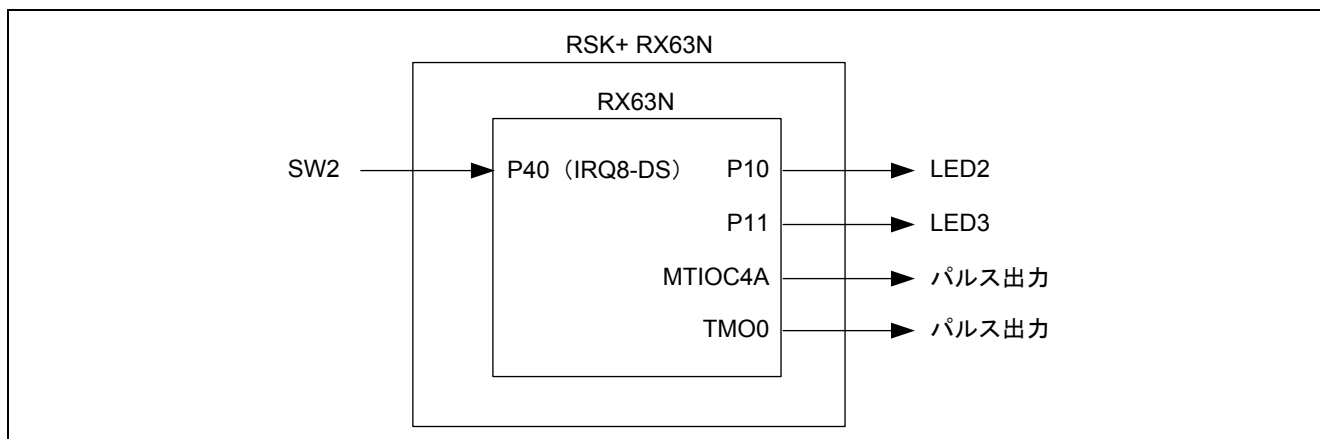 RSK+ RX63N
RX63N
SW2
P40（IRQ8-DS）
P10
LED2
P11
LED3
MTIOC4A
パルス出力
TMO0
パルス出力